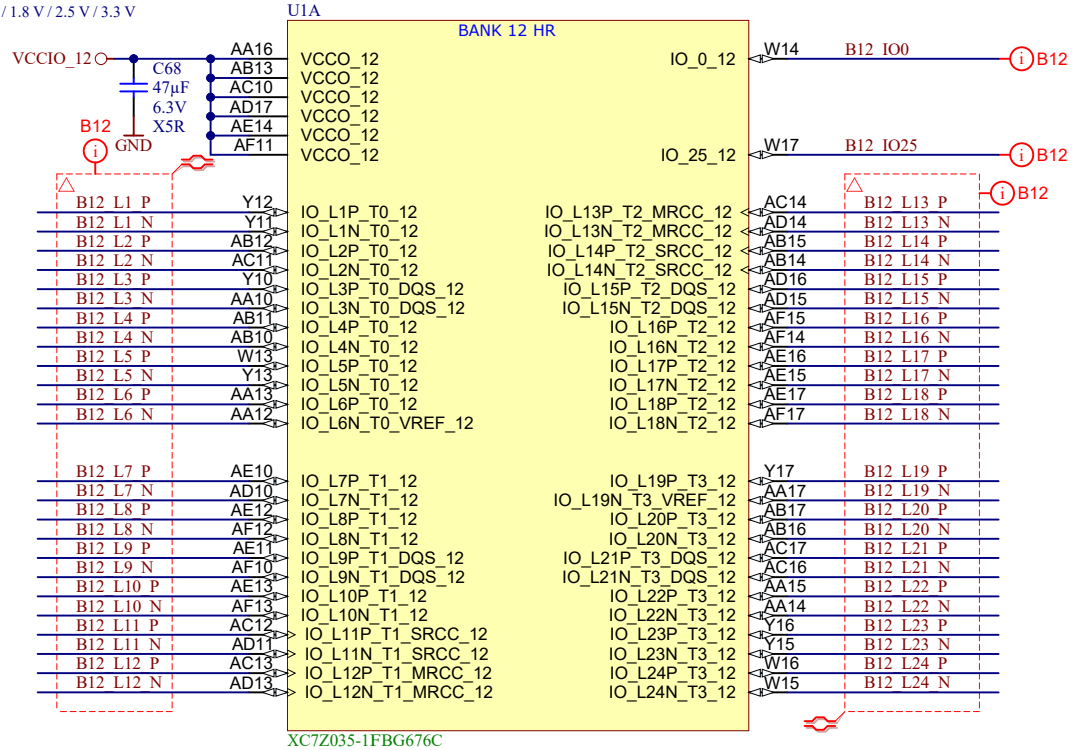 / 1.8 V / 2.5 V / 3.3 V
U1A
BANK 12 HR
VCCIO_12
C68
47µF
6.3V
X5R
GND
B12
i
AA16 VCCO_12
AB13 VCCO_12
AC10 VCCO_12
AD17 VCCO_12
AE14 VCCO_12
AF11 VCCO_12
IO_0_12 W14 B12_IO0 i B12
IO_25_12 W17 B12_IO25 i B12
i B12
B12_L1_P Y12 IO_L1P_T0_12
B12_L1_N Y11 IO_L1N_T0_12
B12_L2_P AB12 IO_L2P_T0_12
B12_L2_N AC11 IO_L2N_T0_12
B12_L3_P Y10 IO_L3P_T0_DQS_12
B12_L3_N AA10 IO_L3N_T0_DQS_12
B12_L4_P AB11 IO_L4P_T0_12
B12_L4_N AB10 IO_L4N_T0_12
B12_L5_P W13 IO_L5P_T0_12
B12_L5_N Y13 IO_L5N_T0_12
B12_L6_P AA13 IO_L6P_T0_12
B12_L6_N AA12 IO_L6N_T0_VREF_12
B12_L7_P AE10 IO_L7P_T1_12
B12_L7_N AD10 IO_L7N_T1_12
B12_L8_P AE12 IO_L8P_T1_12
B12_L8_N AF12 IO_L8N_T1_12
B12_L9_P AE11 IO_L9P_T1_DQS_12
B12_L9_N AF10 IO_L9N_T1_DQS_12
B12_L10_P AE13 IO_L10P_T1_12
B12_L10_N AF13 IO_L10N_T1_12
B12_L11_P AC12 IO_L11P_T1_SRCC_12
B12_L11_N AD11 IO_L11N_T1_SRCC_12
B12_L12_P AC13 IO_L12P_T1_MRCC_12
B12_L12_N AD13 IO_L12N_T1_MRCC_12
IO_L13P_T2_MRCC_12 AC14 B12_L13_P
IO_L13N_T2_MRCC_12 AD14 B12_L13_N
IO_L14P_T2_SRCC_12 AB15 B12_L14_P
IO_L14N_T2_SRCC_12 AB14 B12_L14_N
IO_L15P_T2_DQS_12 AD16 B12_L15_P
IO_L15N_T2_DQS_12 AD15 B12_L15_N
IO_L16P_T2_12 AF15 B12_L16_P
IO_L16N_T2_12 AF14 B12_L16_N
IO_L17P_T2_12 AE16 B12_L17_P
IO_L17N_T2_12 AE15 B12_L17_N
IO_L18P_T2_12 AE17 B12_L18_P
IO_L18N_T2_12 AF17 B12_L18_N
IO_L19P_T3_12 Y17 B12_L19_P
IO_L19N_T3_VREF_12 AA17 B12_L19_N
IO_L20P_T3_12 AB17 B12_L20_P
IO_L20N_T3_12 AB16 B12_L20_N
IO_L21P_T3_DQS_12 AC17 B12_L21_P
IO_L21N_T3_DQS_12 AC16 B12_L21_N
IO_L22P_T3_12 AA15 B12_L22_P
IO_L22N_T3_12 AA14 B12_L22_N
IO_L23P_T3_12 Y16 B12_L23_P
IO_L23N_T3_12 Y15 B12_L23_N
IO_L24P_T3_12 W16 B12_L24_P
IO_L24N_T3_12 W15 B12_L24_N
XC7Z035-1FBG676C